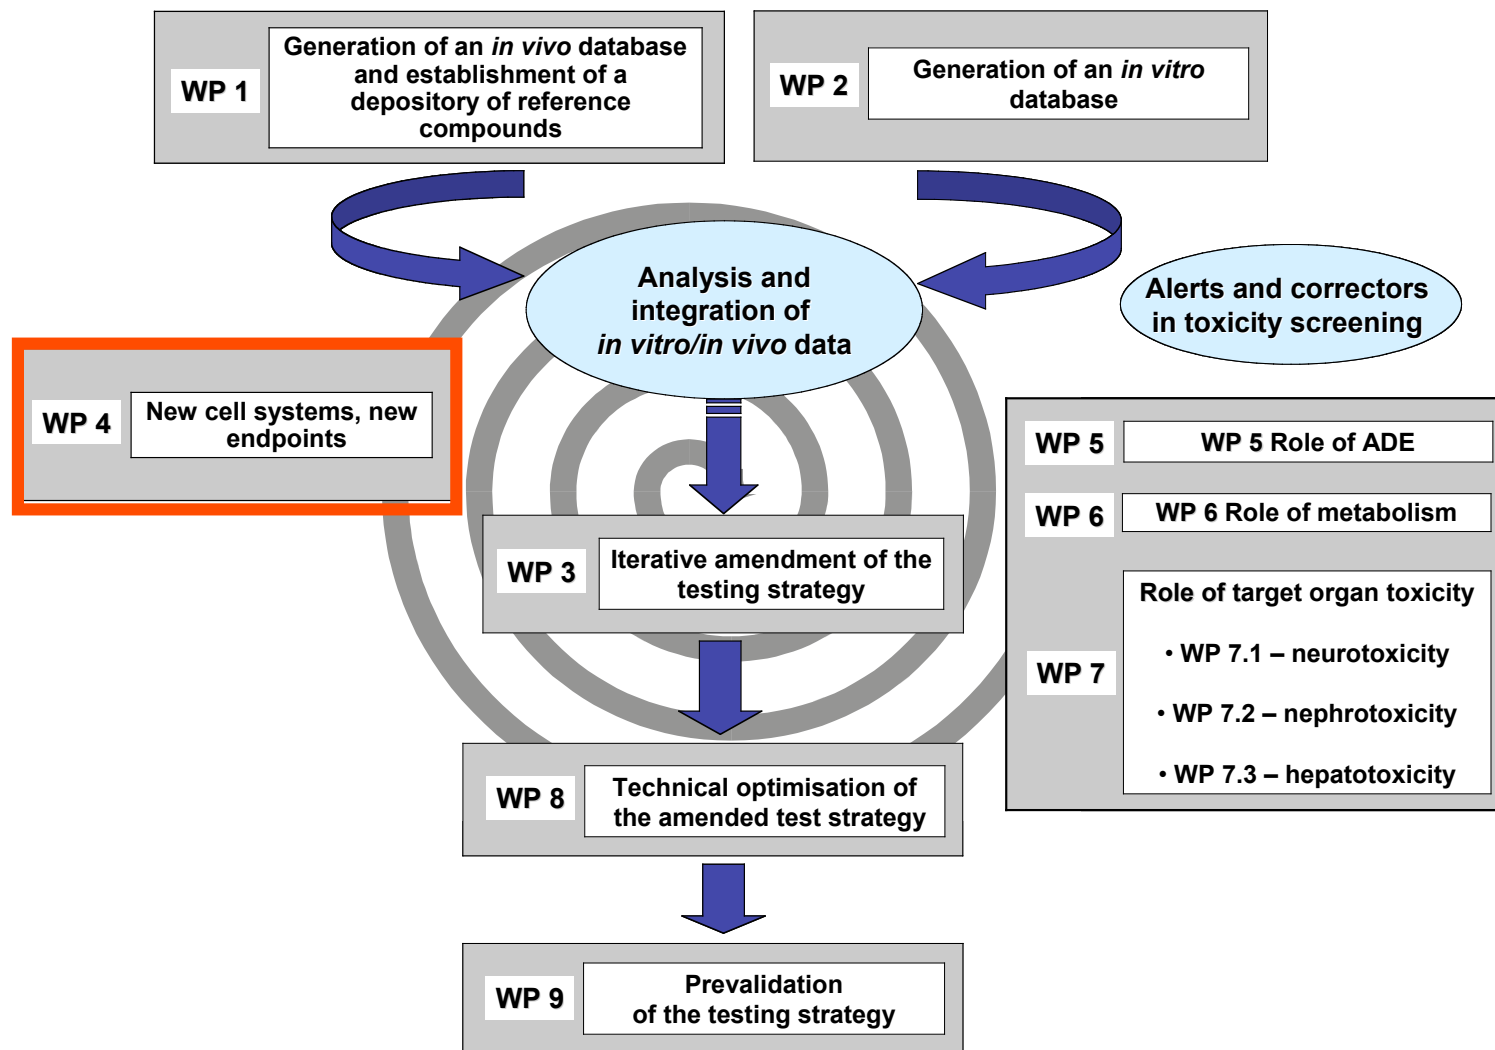 WP 1
Generation of an in vivo database
and establishment of a
depository of reference
compounds
WP 2
Generation of an in vitro
database
Analysis and
integration of
in vitro/in vivo data
Alerts and correctors
in toxicity screening
WP 4
New cell systems, new
endpoints
WP 5
WP 5 Role of ADE
WP 6
WP 6 Role of metabolism
WP 7
Role of target organ toxicity
• WP 7.1 – neurotoxicity
• WP 7.2 – nephrotoxicity
• WP 7.3 – hepatotoxicity
WP 3
Iterative amendment of the
testing strategy
WP 8
Technical optimisation of
the amended test strategy
WP 9
Prevalidation
of the testing strategy